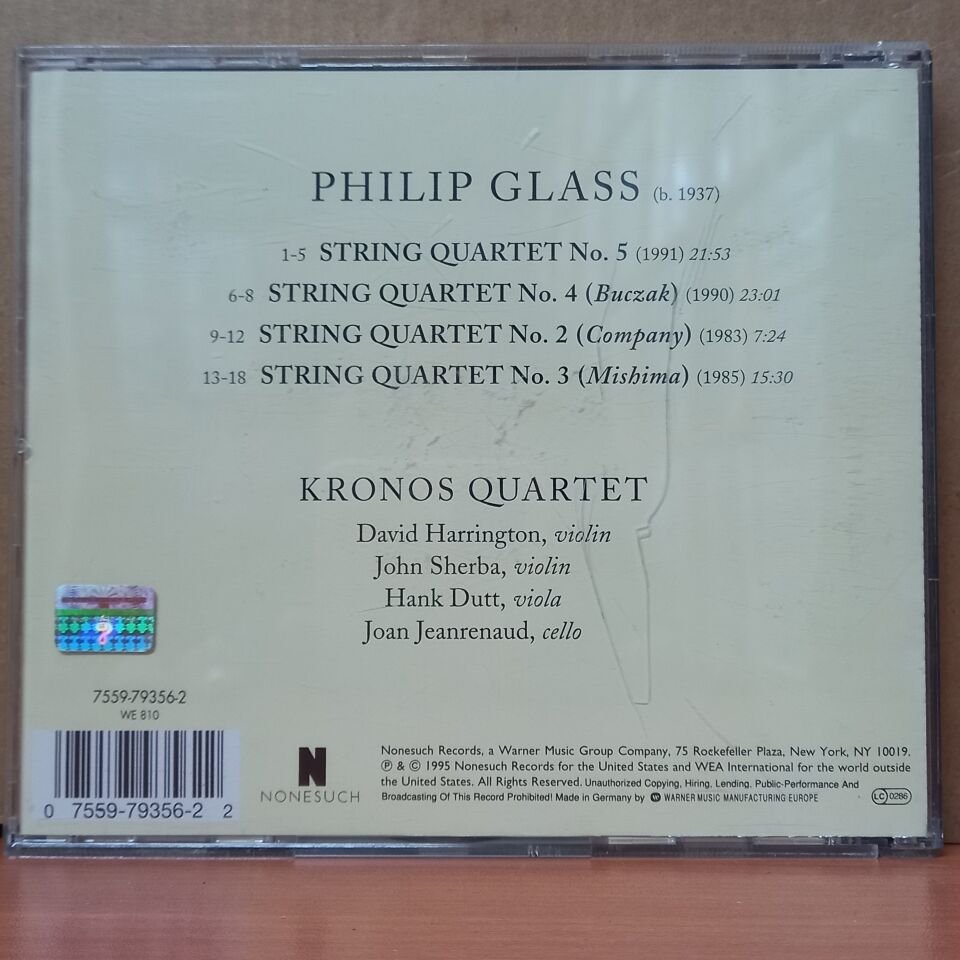 PHILIP GLASS (b. 1937)
1-5 STRING QUARTET No. 5 (1991) 21:53
6-8 STRING QUARTET No. 4 (Buczak) (1990) 23:01
9-12 STRING QUARTET No. 2 (Company) (1983) 7:24
13-18 STRING QUARTET No. 3 (Mishima) (1985) 15:30
KRONOS QUARTET
David Harrington, violin
John Sherba, violin
Hank Dutt, viola
Joan Jeanrenaud, cello
?
7559-79356-2
WE 810
0 7559-79356-2 2
N
NONESUCH
Nonesuch Records, a Warner Music Group Company, 75 Rockefeller Plaza, New York, NY 10019.
℗ & © 1995 Nonesuch Records for the United States and WEA International for the world outside
the United States. All Rights Reserved. Unauthorized Copying, Hiring, Lending, Public-Performance And
Broadcasting Of This Record Prohibited! Made in Germany by WARNER MUSIC MANUFACTURING EUROPE
LC 0286